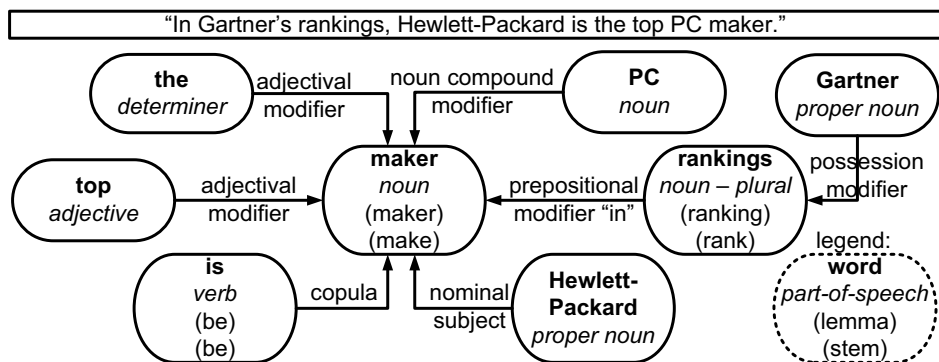 “In Gartner’s rankings, Hewlett-Packard is the top PC maker.”
the
determiner
adjectival
modifier
noun compound
modifier
PC
noun
Gartner
proper noun
top
adjective
adjectival
modifier
maker
noun
(maker)
(make)
prepositional
modifier “in”
rankings
noun – plural
(ranking)
(rank)
possession
modifier
is
verb
(be)
(be)
copula
nominal
subject
Hewlett-
Packard
proper noun
legend:
word
part-of-speech
(lemma)
(stem)